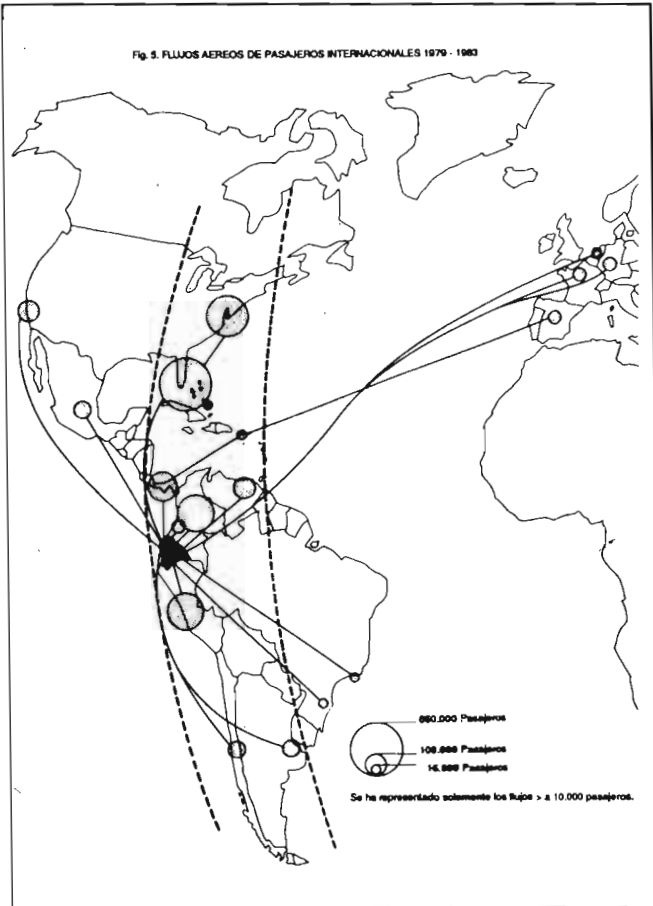 Fig. 5. FLUJOS AEREOS DE PASAJEROS INTERNACIONALES 1979 - 1983
Pasajeros
Pasajeros
Pasajeros
Se ha representado solamente los flujos > a 10.000 pasajeros.